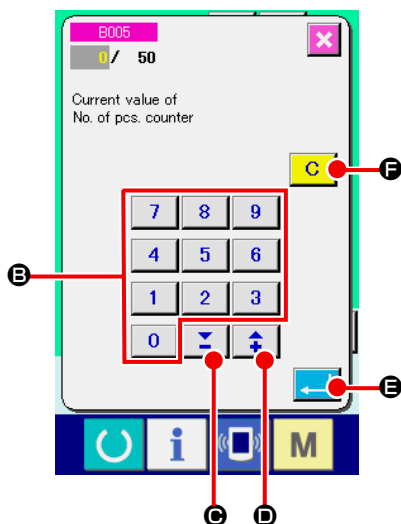 B005
0/ 50
Current value of
No. of pcs. counter
C F
7 8 9
4 5 6
B
1 2 3
0 − +
E
i M
C D